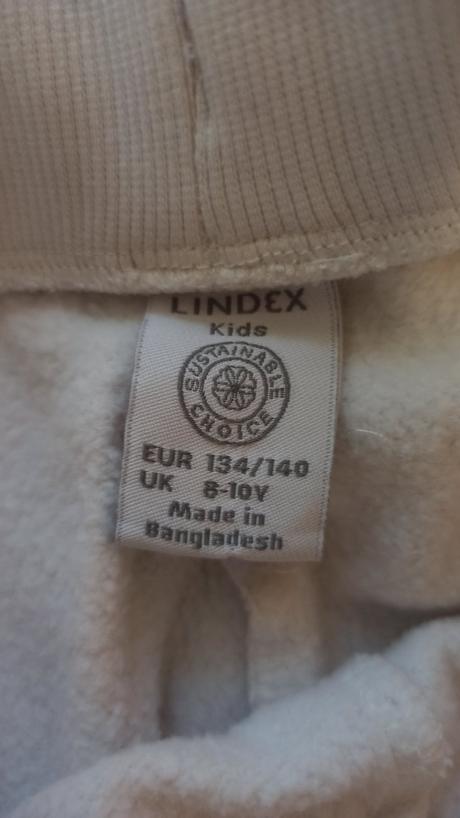 LINDEX
Kids
SUSTAINABLE
CHOICE
EUR 134/140
UK 8-10Y
Made in
Bangladesh